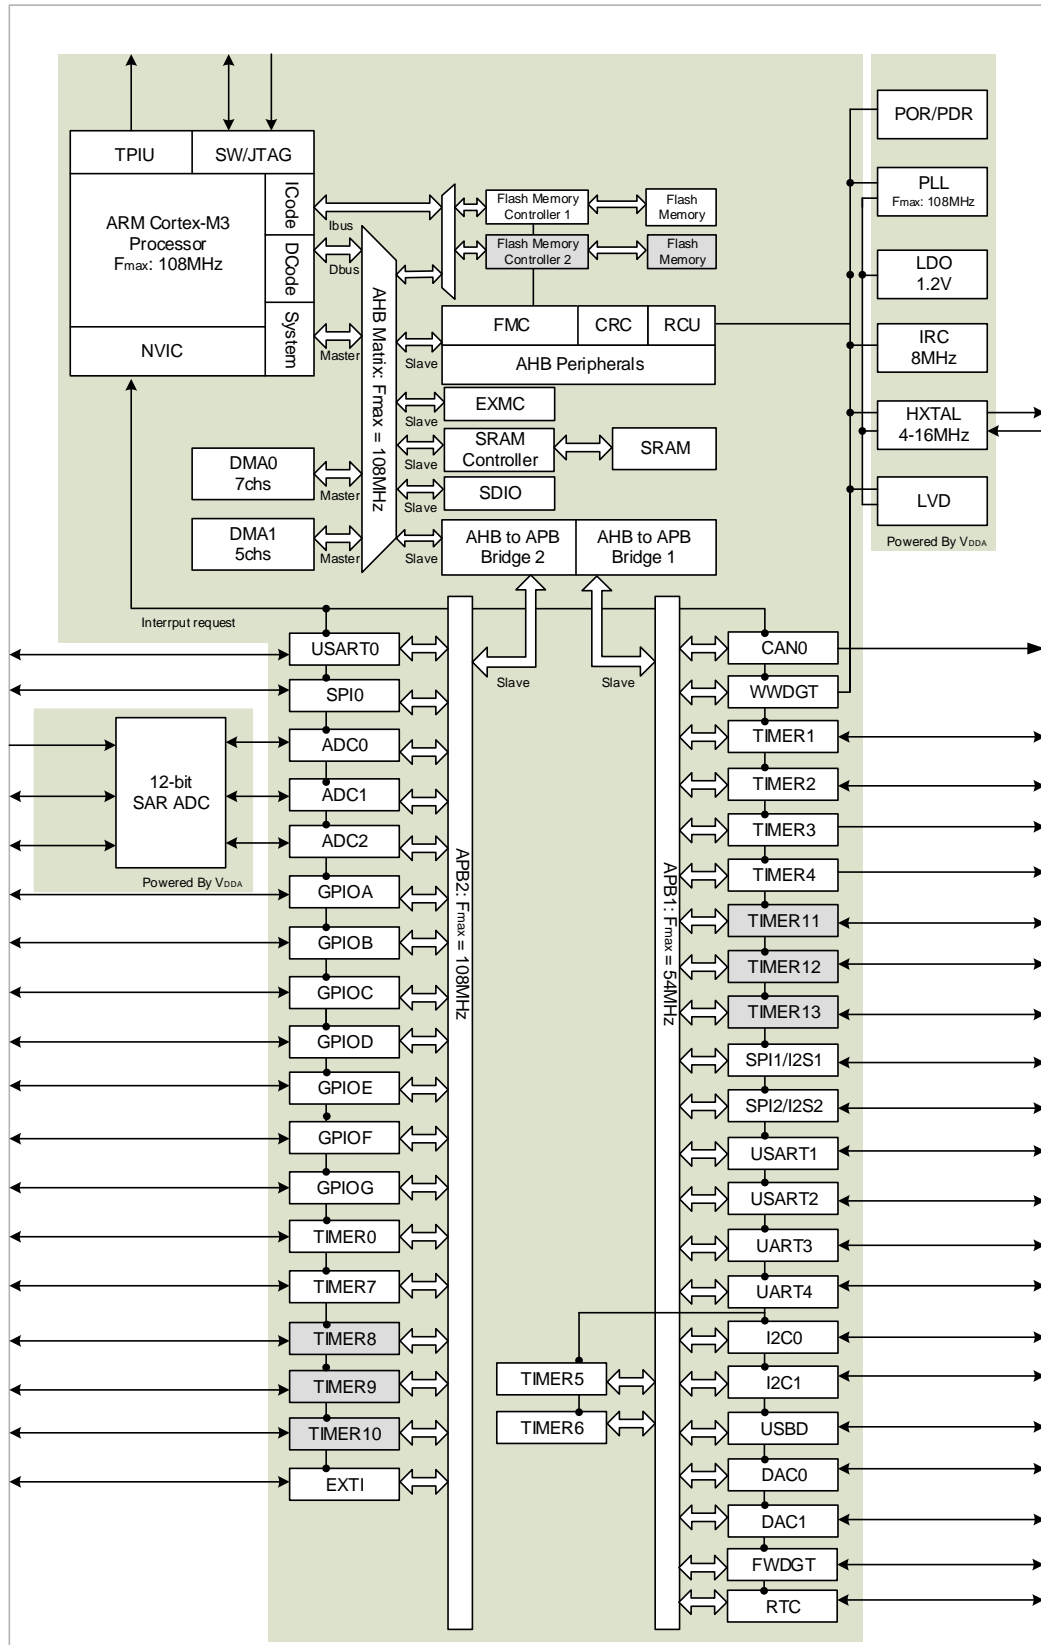 POR/PDR
TPIU
SW/JTAG
ICode
PLL
Fmax: 108MHz
Flash Memory
Controller 1
Flash
Memory
ARM Cortex-M3
Processor
Fmax: 108MHz
Ibus
DCode
Flash Memory
Controller 2
Flash
Memory
Dbus
LDO
1.2V
AHB Matrix: Fmax = 108MHz
System
FMC
CRC
RCU
NVIC
Master
Slave
AHB Peripherals
IRC
8MHz
EXMC
Slave
HXTAL
4-16MHz
SRAM
Controller
SRAM
Slave
DMA0
7chs
Master
SDIO
Slave
LVD
DMA1
5chs
Master
Slave
AHB to APB
Bridge 2
AHB to APB
Bridge 1
Powered By VDDA
Interrput request
Slave
Slave
USART0
SPI0
ADC0
12-bit
SAR ADC
ADC1
ADC2
Powered By VDDA
GPIOA
GPIOB
GPIOC
GPIOD
GPIOE
GPIOF
GPIOG
TIMER0
TIMER7
TIMER8
TIMER9
TIMER10
EXTI
APB2: Fmax = 108MHz
TIMER5
TIMER6
APB1: Fmax = 54MHz
CAN0
WWDGT
TIMER1
TIMER2
TIMER3
TIMER4
TIMER11
TIMER12
TIMER13
SPI1/I2S1
SPI2/I2S2
USART1
USART2
UART3
UART4
I2C0
I2C1
USBD
DAC0
DAC1
FWDGT
RTC